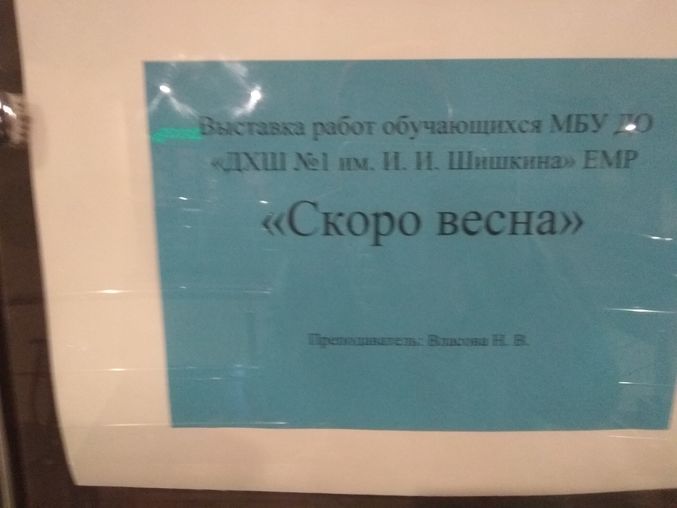 Выставка работ обучающихся МБУ ДО
«ДХШ №1 им. И. И. Шишкина» ЕМР
«Скоро весна»
Преподаватель: Власова Н. В.